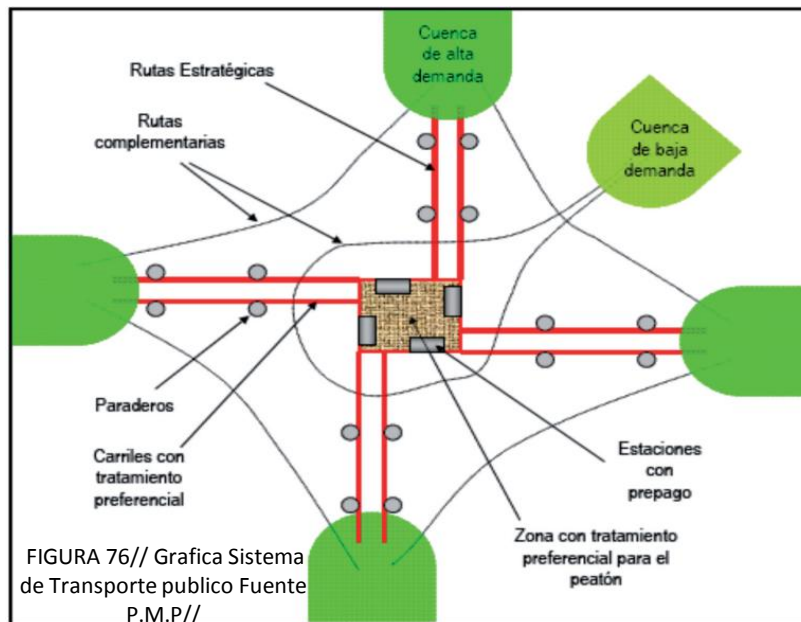 Cuenca
de alta
demanda
Rutas Estratégicas
Rutas
complementarias
Cuenca
de baja
demanda
Paraderos
Carriles con
tratamiento
preferencial
Estaciones
con
prepago
Zona con tratamiento
preferencial para el
peatón
FIGURA 76// Grafica Sistema
de Transporte publico Fuente
P.M.P//